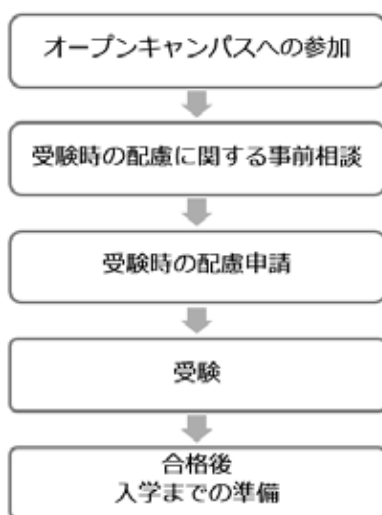 オープンキャンパスへの参加
受験時の配慮に関する事前相談
受験時の配慮申請
受験
合格後
入学までの準備